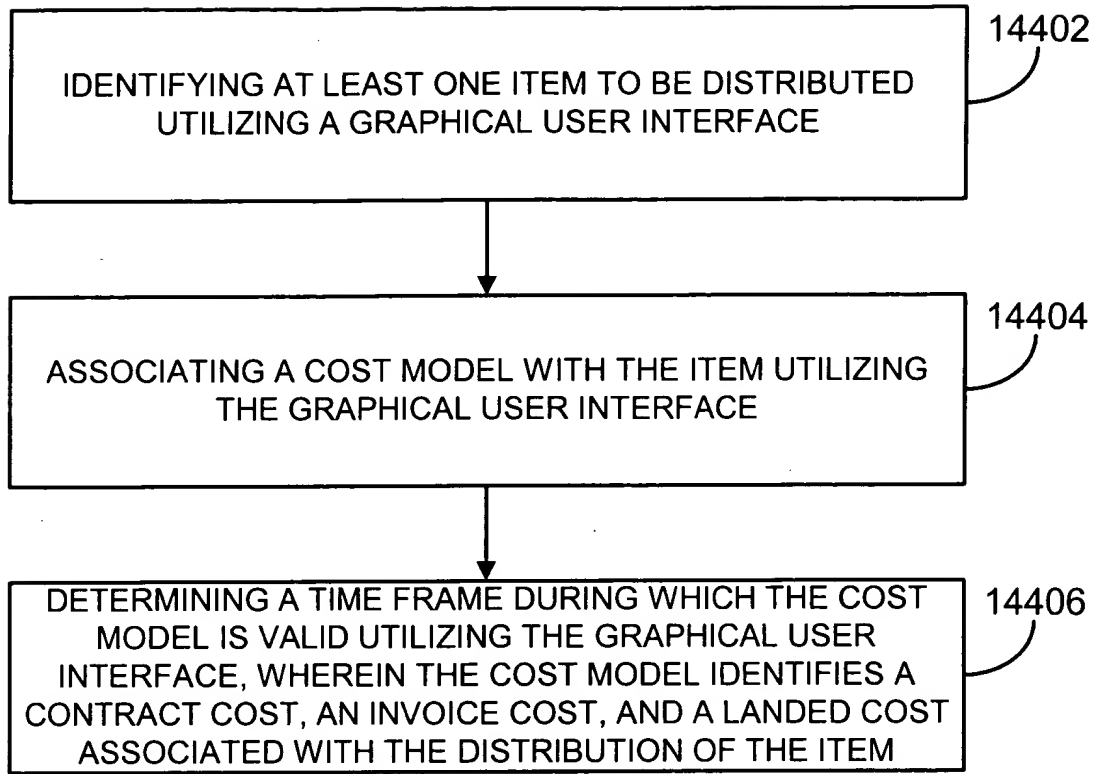 14402
IDENTIFYING AT LEAST ONE ITEM TO BE DISTRIBUTED
UTILIZING A GRAPHICAL USER INTERFACE
14404
ASSOCIATING A COST MODEL WITH THE ITEM UTILIZING
THE GRAPHICAL USER INTERFACE
14406
DETERMINING A TIME FRAME DURING WHICH THE COST
MODEL IS VALID UTILIZING THE GRAPHICAL USER
INTERFACE, WHEREIN THE COST MODEL IDENTIFIES A
CONTRACT COST, AN INVOICE COST, AND A LANDED COST
ASSOCIATED WITH THE DISTRIBUTION OF THE ITEM